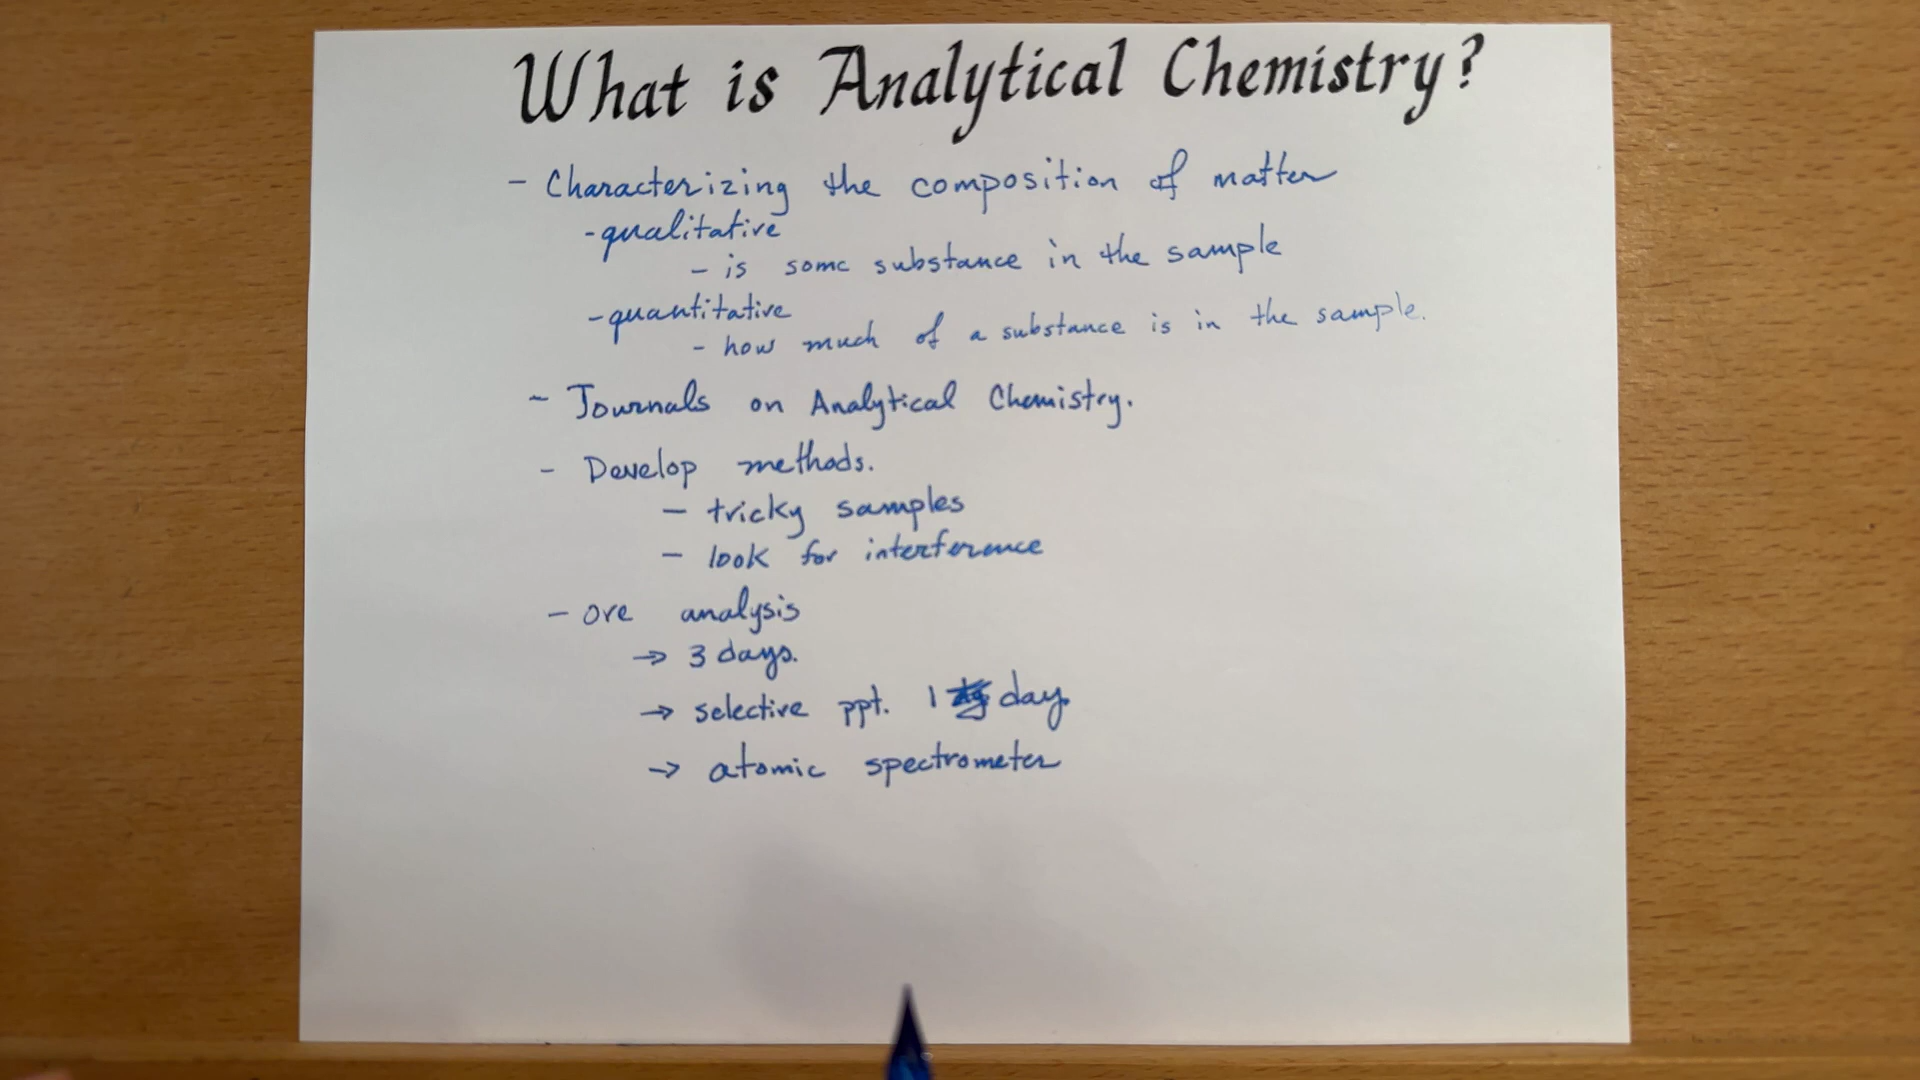 What is Analytical Chemistry?
- Characterizing the composition of matter
- qualitative
- is some substance in the sample
- quantitative
- how much of a substance is in the sample.
- Journals on Analytical Chemistry.
- Develop methods.
- tricky samples
- look for interference
- ore analysis
→ 3 days.
→ selective ppt. 1 day
→ atomic spectrometer